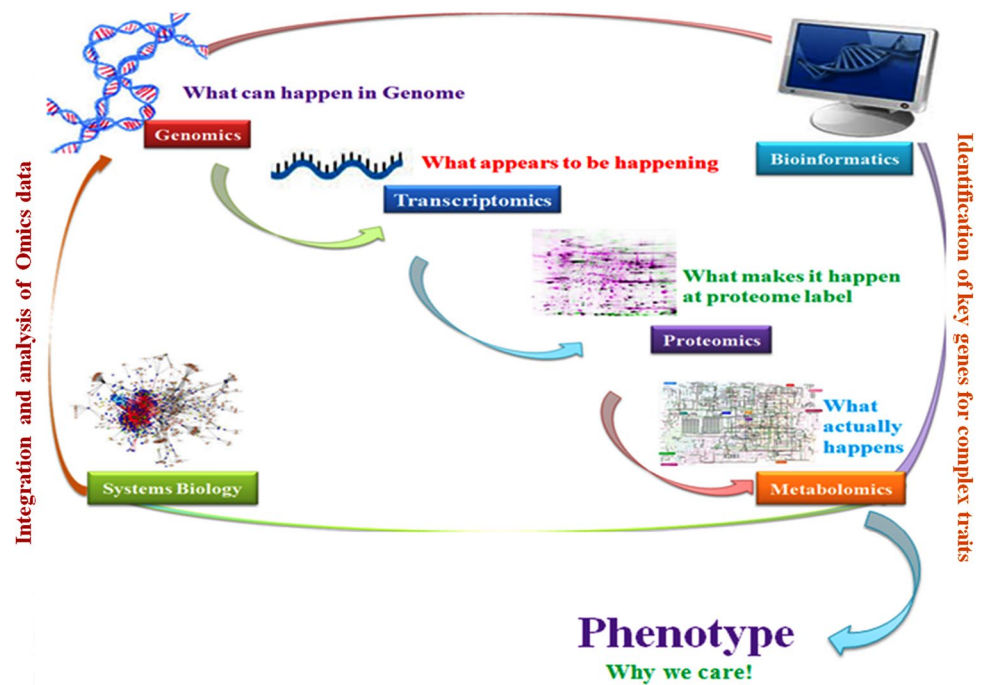 What can happen in Genome
Genomics
Bioinformatics
What appears to be happening
Transcriptomics
What makes it happen
at proteome label
Proteomics
What
actually
happens
Metabolomics
Systems Biology
Integration and analysis of Omics data
Identification of key genes for complex traits
Phenotype
Why we care!